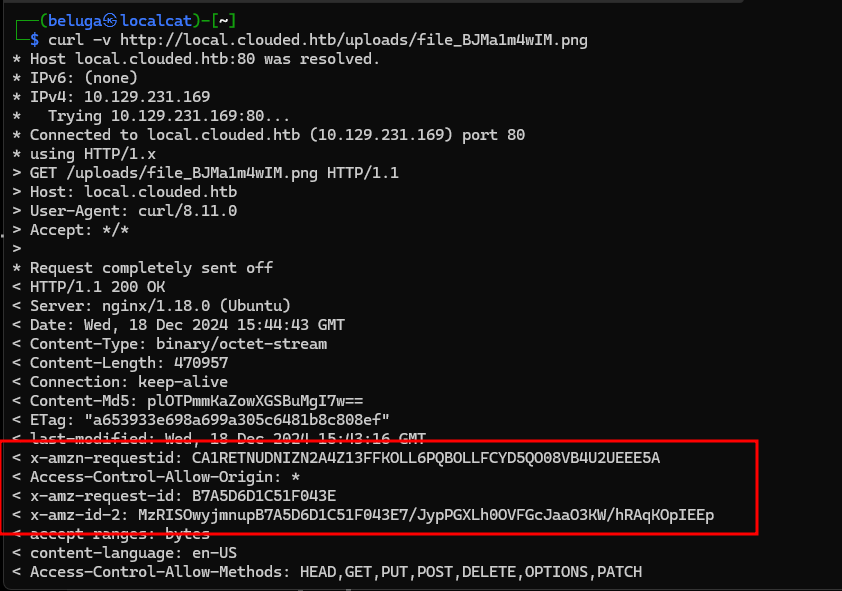 (beluga㉿localcat)-[~]
$ curl -v http://local.clouded.htb/uploads/file_BJMa1m4wIM.png
* Host local.clouded.htb:80 was resolved.
* IPv6: (none)
* IPv4: 10.129.231.169
*   Trying 10.129.231.169:80...
* Connected to local.clouded.htb (10.129.231.169) port 80
* using HTTP/1.x
> GET /uploads/file_BJMa1m4wIM.png HTTP/1.1
> Host: local.clouded.htb
> User-Agent: curl/8.11.0
> Accept: */*
>
* Request completely sent off
< HTTP/1.1 200 OK
< Server: nginx/1.18.0 (Ubuntu)
< Date: Wed, 18 Dec 2024 15:44:43 GMT
< Content-Type: binary/octet-stream
< Content-Length: 470957
< Connection: keep-alive
< Content-Md5: plOTPmmKaZowXGSBuMgI7w==
< ETag: "a653933e698a699a305c6481b8c808ef"
< last-modified: Wed, 18 Dec 2024 15:43:16 GMT
< x-amzn-requestid: CA1RETNUDNIZN2A4Z13FFKOLL6PQBOLLFCYD5QO08VB4U2UEEE5A
< Access-Control-Allow-Origin: *
< x-amz-request-id: B7A5D6D1C51F043E
< x-amz-id-2: MzRISOwyjmnupB7A5D6D1C51F043E7/JypPGXLh0OVFGcJaaO3KW/hRAqKOpIEEp
< accept-ranges: bytes
< content-language: en-US
< Access-Control-Allow-Methods: HEAD,GET,PUT,POST,DELETE,OPTIONS,PATCH